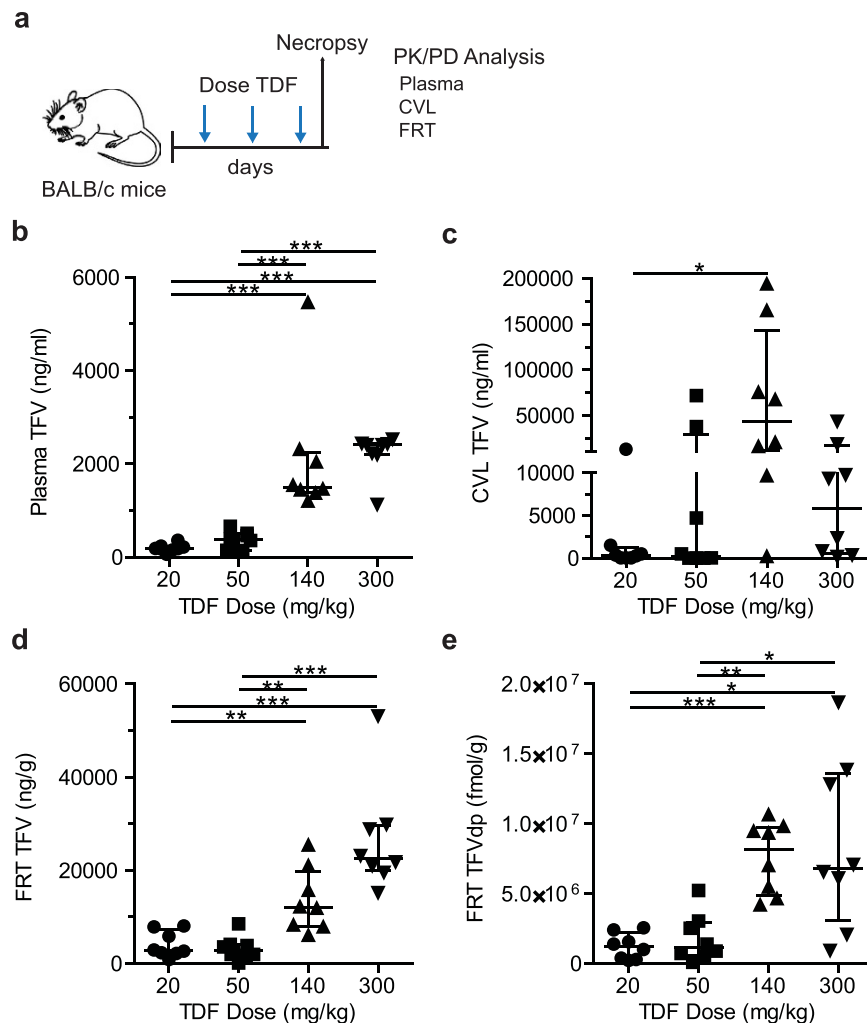 a
Necropsy
Dose TDF
PK/PD Analysis
Plasma
CVL
FRT
days
BALB/c mice
b
***
***
***
***
6000
4000
2000
0
Plasma TFV (ng/ml)
20 50 140 300
TDF Dose (mg/kg)
c
*
200000
150000
100000
50000
10000
5000
0
CVL TFV (ng/ml)
20 50 140 300
TDF Dose (mg/kg)
d
***
**
***
**
60000
40000
20000
0
FRT TFV (ng/g)
20 50 140 300
TDF Dose (mg/kg)
e
*
**
*
***
2.0×10⁷
1.5×10⁷
1.0×10⁷
5.0×10⁶
0
FRT TFVdp (fmol/g)
20 50 140 300
TDF Dose (mg/kg)